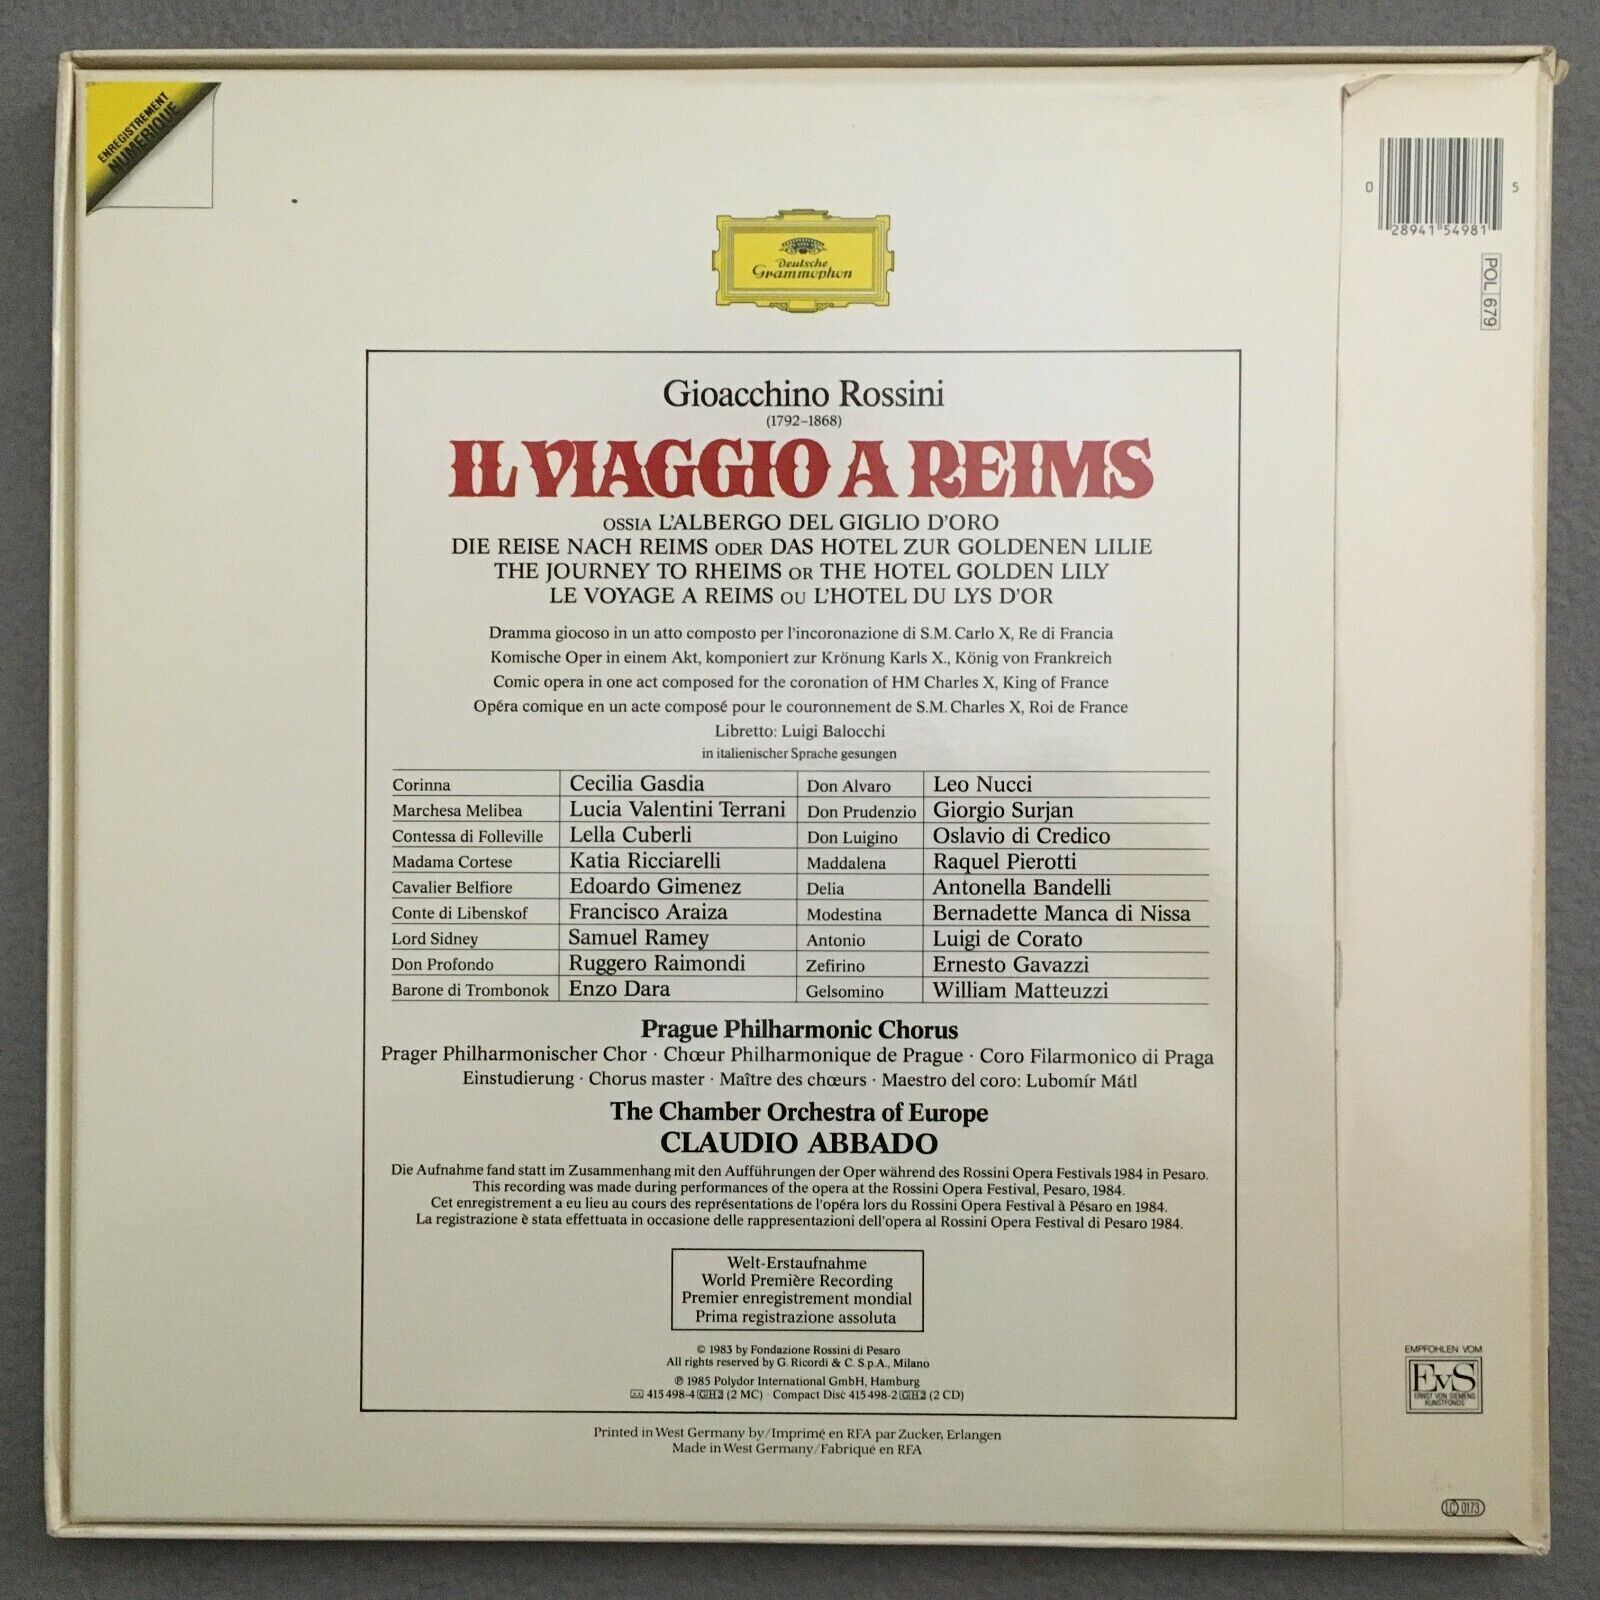 ENREGISTREMENT
NUMÉRIQUE
0
28941 54981
5
POL 679
Deutsche
Grammophon
Gioacchino Rossini
(1792–1868)
IL VIAGGIO A REIMS
OSSIA L'ALBERGO DEL GIGLIO D'ORO
DIE REISE NACH REIMS ODER DAS HOTEL ZUR GOLDENEN LILIE
THE JOURNEY TO RHEIMS OR THE HOTEL GOLDEN LILY
LE VOYAGE A REIMS OU L'HOTEL DU LYS D'OR
Dramma giocoso in un atto composto per l'incoronazione di S.M. Carlo X, Re di Francia
Komische Oper in einem Akt, komponiert zur Krönung Karls X., König von Frankreich
Comic opera in one act composed for the coronation of HM Charles X, King of France
Opéra comique en un acte composé pour le couronnement de S.M. Charles X, Roi de France
Libretto: Luigi Balocchi
in italienischer Sprache gesungen
Corinna Cecilia Gasdia Don Alvaro Leo Nucci
Marchesa Melibea Lucia Valentini Terrani Don Prudenzio Giorgio Surjan
Contessa di Folleville Lella Cuberli Don Luigino Oslavio di Credico
Madama Cortese Katia Ricciarelli Maddalena Raquel Pierotti
Cavalier Belfiore Edoardo Gimenez Delia Antonella Bandelli
Conte di Libenskof Francisco Araiza Modestina Bernadette Manca di Nissa
Lord Sidney Samuel Ramey Antonio Luigi de Corato
Don Profondo Ruggero Raimondi Zefirino Ernesto Gavazzi
Barone di Trombonok Enzo Dara Gelsomino William Matteuzzi
Prague Philharmonic Chorus
Prager Philharmonischer Chor · Chœur Philharmonique de Prague · Coro Filarmonico di Praga
Einstudierung · Chorus master · Maître des chœurs · Maestro del coro: Lubomír Mátl
The Chamber Orchestra of Europe
CLAUDIO ABBADO
Die Aufnahme fand statt im Zusammenhang mit den Aufführungen der Oper während des Rossini Opera Festivals 1984 in Pesaro.
This recording was made during performances of the opera at the Rossini Opera Festival, Pesaro, 1984.
Cet enregistrement a eu lieu au cours des représentations de l'opéra lors du Rossini Opera Festival à Pésaro en 1984.
La registrazione è stata effettuata in occasione delle rappresentazioni dell'opera al Rossini Opera Festival di Pesaro 1984.
Welt-Erstaufnahme
World Première Recording
Premier enregistrement mondial
Prima registrazione assoluta
© 1983 by Fondazione Rossini di Pesaro
All rights reserved by G. Ricordi & C. S.p.A., Milano
℗ 1985 Polydor International GmbH, Hamburg
415 498-4 GH 2 (2 MC) · Compact Disc 415 498-2 GH 2 (2 CD)
Printed in West Germany by/Imprimé en RFA par Zucker, Erlangen
Made in West Germany/Fabriqué en RFA
EMPFOHLEN VOM
EvS
ERNST VON SIEMENS
KUNSTFONDS
LC 0173